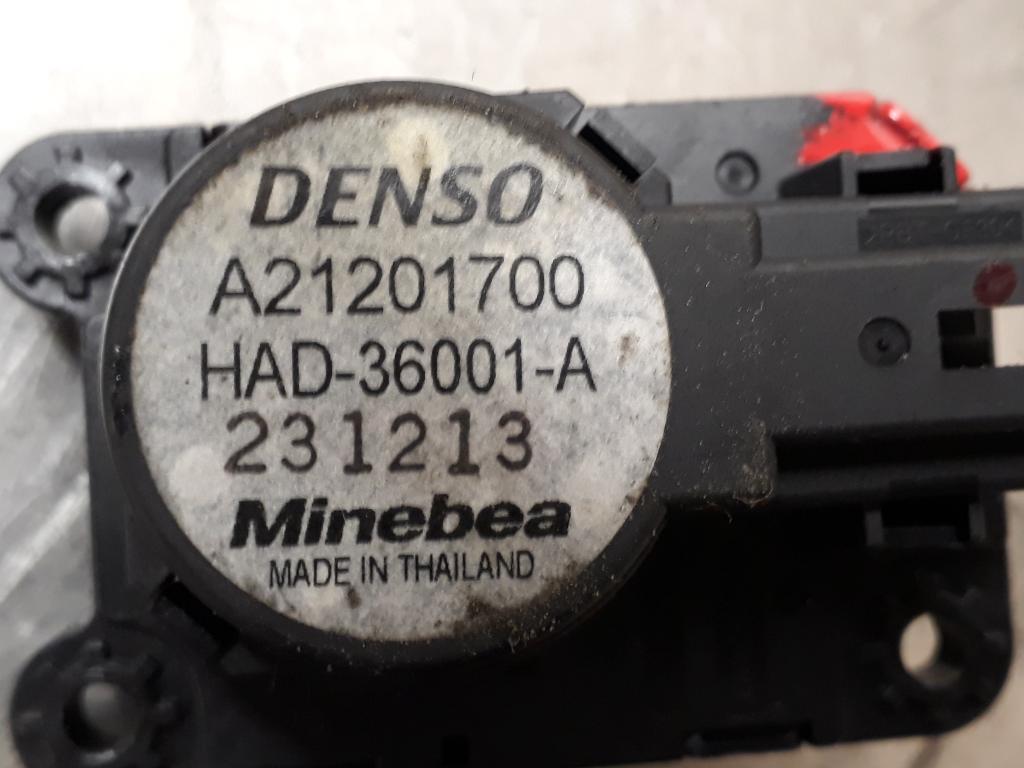 DENSO
A21201700
HAD-36001-A
231213
Minebea
MADE IN THAILAND